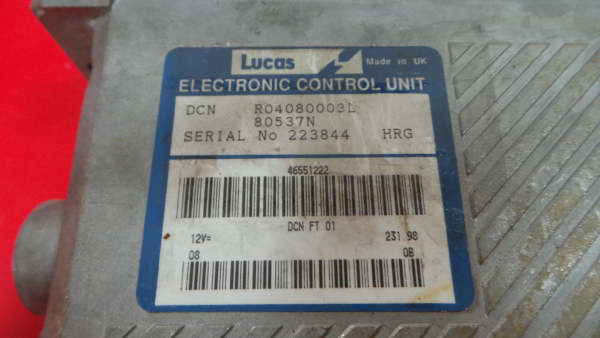 Lucas Made in UK
ELECTRONIC CONTROL UNIT
DCN R04080003L
80537N
SERIAL No 223844 HRG
46551222
DCN FT 01
12V= 231.98
08 0B